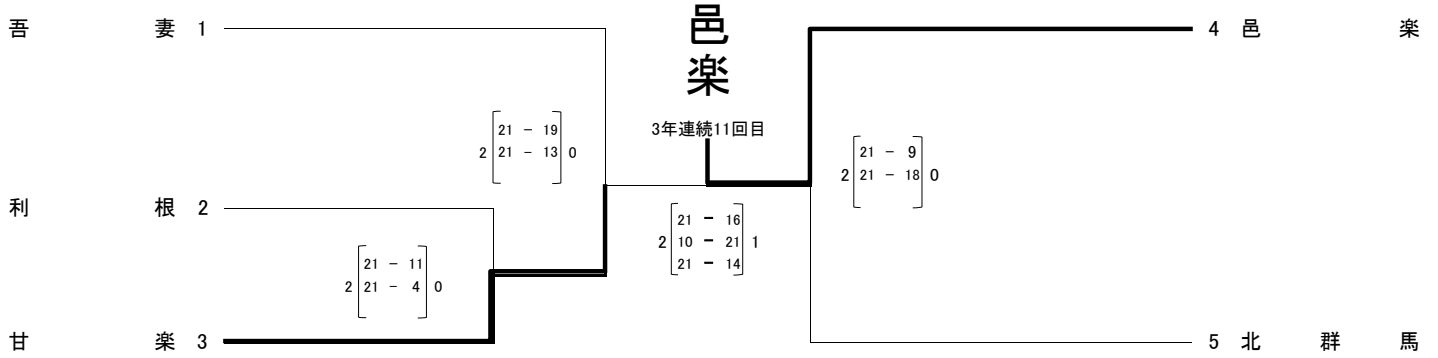 邑楽
3年連続11回目
吾妻 1
利根 2
甘楽 3
4 邑楽
5 北群馬
21 － 19
2 21 － 13 0
21 － 11
2 21 － 4 0
21 － 16
2 10 － 21 1
21 － 14
21 － 9
2 21 － 18 0